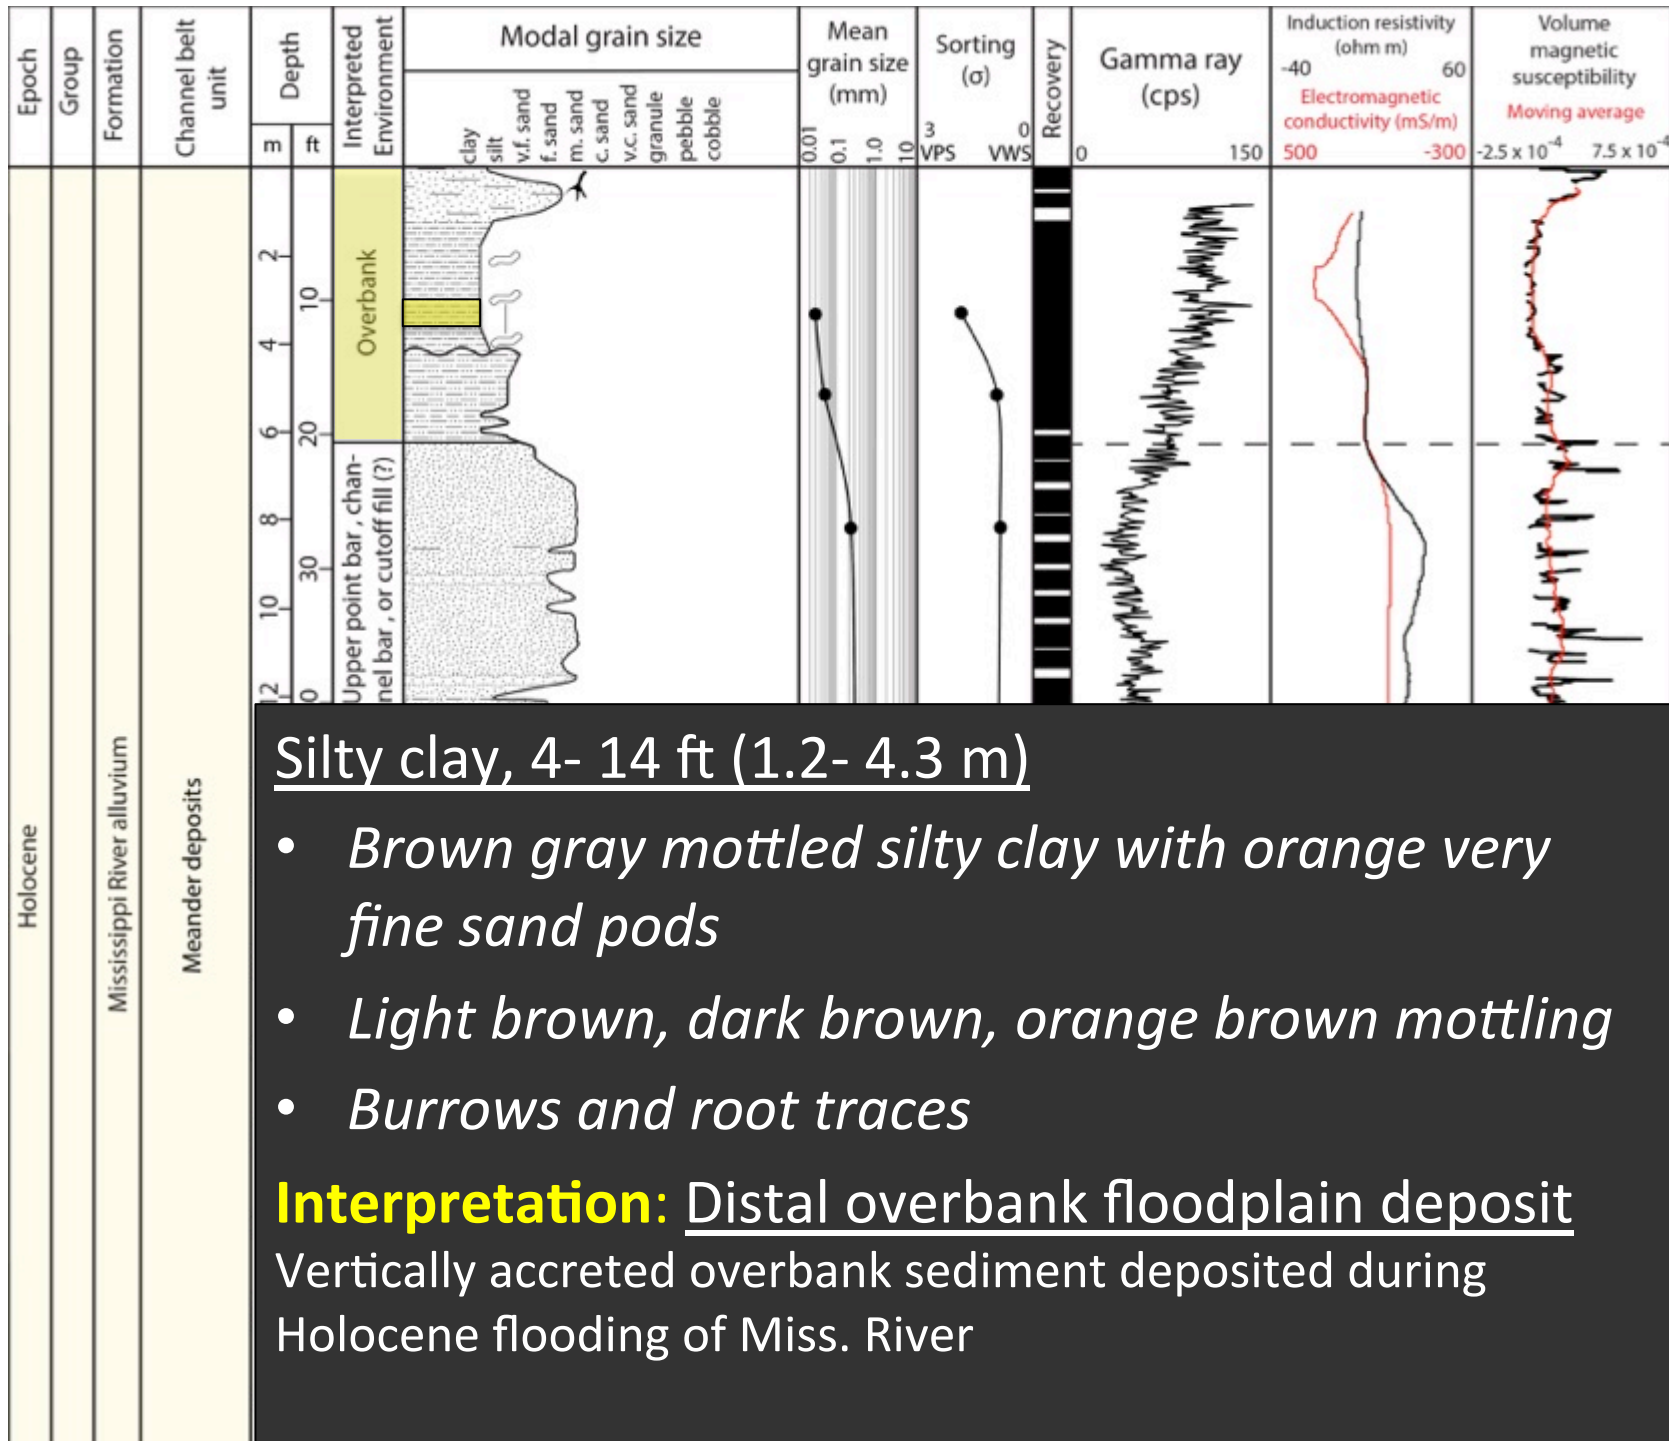 Epoch
Group
Formation
Channel belt
unit
Depth
m
ft
Interpreted
Environment
Modal grain size
clay
silt
v.f. sand
f. sand
m. sand
c. sand
v.c. sand
granule
pebble
cobble
Mean
grain size
(mm)
0.01
0.1
1.0
10
Sorting
(σ)
3
0
VPS
VWS
Recovery
Gamma ray
(cps)
0
150
Induction resistivity
(ohm m)
-40
60
Electromagnetic
conductivity (mS/m)
500
-300
Volume
magnetic
susceptibility
Moving average
-2.5 x 10-4
7.5 x 10-4
Holocene
Mississippi River alluvium
Meander deposits
2
4
6
8
10
12
10
20
30
0
Overbank
Upper point bar , chan-
nel bar , or cutoff fill (?)
Silty clay, 4- 14 ft (1.2- 4.3 m)
• Brown gray mottled silty clay with orange very
fine sand pods
• Light brown, dark brown, orange brown mottling
• Burrows and root traces
Interpretation: Distal overbank floodplain deposit
Vertically accreted overbank sediment deposited during
Holocene flooding of Miss. River